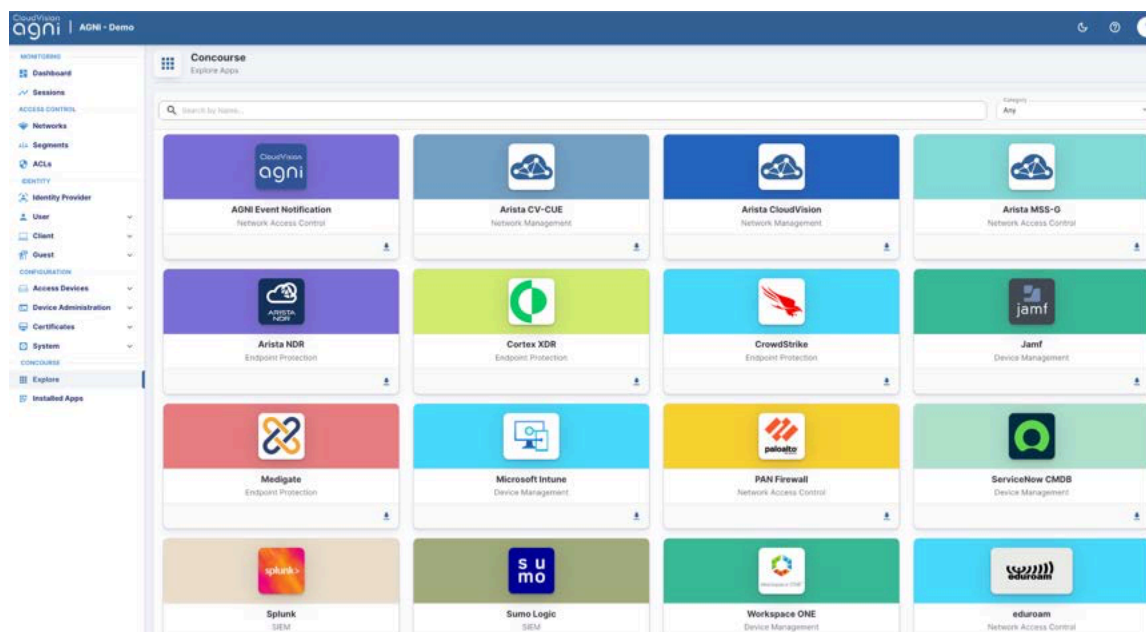 CloudVision
agni | AGNI - Demo
MONITORING
Dashboard
Sessions
ACCESS CONTROL
Networks
Segments
ACLs
IDENTITY
Identity Provider
User
Client
Guest
CONFIGURATION
Access Devices
Device Administration
Certificates
System
CONCOURSE
Explore
Installed Apps
Concourse
Explore Apps
Search by Name...
Category
Any
CloudVision
agni
AGNI Event Notification
Network Access Control
Arista CV-CUE
Network Management
Arista CloudVision
Network Management
Arista MSS-G
Network Access Control
ARISTA
NDR
Arista NDR
Endpoint Protection
Cortex XDR
Endpoint Protection
CrowdStrike
Endpoint Protection
jamf
Jamf
Device Management
Medigate
Endpoint Protection
Microsoft Intune
Device Management
paloalto
PAN Firewall
Network Access Control
ServiceNow CMDB
Device Management
splunk>
Splunk
SIEM
su
mo
Sumo Logic
SIEM
Workspace ONE
Workspace ONE
Device Management
eduroam
eduroam
Network Access Control